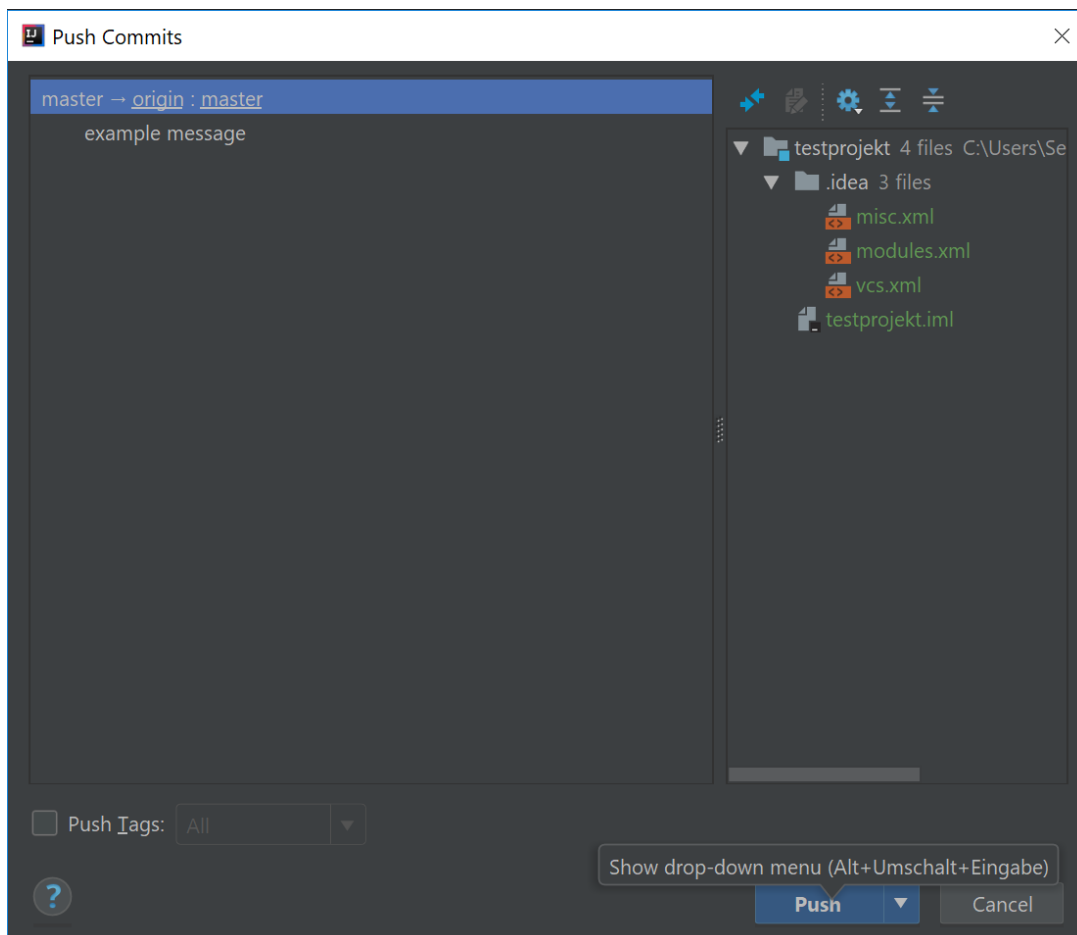 Push Commits
master → origin : master
example message
testprojekt 4 files C:\Users\Se
.idea 3 files
misc.xml
modules.xml
vcs.xml
testprojekt.iml
Push Tags: All
Show drop-down menu (Alt+Umschalt+Eingabe)
?
Push
Cancel